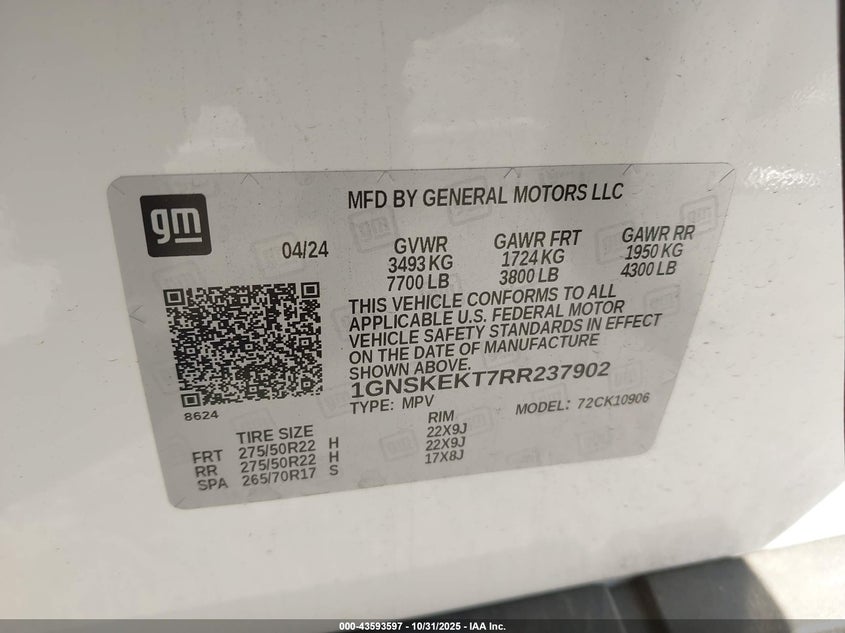 gm
MFD BY GENERAL MOTORS LLC
04/24
GVWR
3493 KG
7700 LB
GAWR FRT
1724 KG
3800 LB
GAWR RR
1950 KG
4300 LB
THIS VEHICLE CONFORMS TO ALL
APPLICABLE U.S. FEDERAL MOTOR
VEHICLE SAFETY STANDARDS IN EFFECT
ON THE DATE OF MANUFACTURE
SHOWN ABOVE.
1GNSKEKT7RR237902
TYPE: MPV
MODEL: 72CK10906
8624
TIRE SIZE
RIM
FRT 275/50R22 H 22X9J
RR 275/50R22 H 22X9J
SPA 265/70R17 S 17X8J
000-43593597 - 10/31/2025 - IAA Inc.